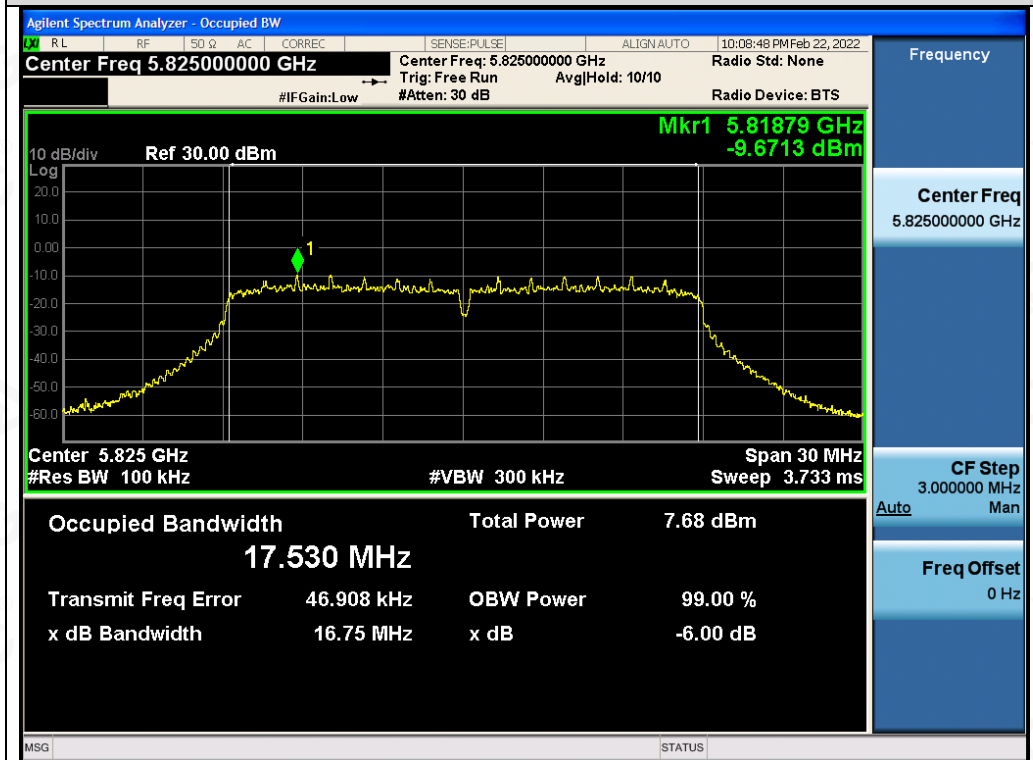 Agilent Spectrum Analyzer - Occupied BW
LXI RL RF 50 Ω AC CORREC SENSE:PULSE ALIGN AUTO 10:08:48 PM Feb 22, 2022
Center Freq 5.825000000 GHz
Center Freq: 5.825000000 GHz
Radio Std: None
Trig: Free Run Avg|Hold: 10/10
#IFGain:Low
#Atten: 30 dB
Radio Device: BTS
Mkr1 5.81879 GHz
-9.6713 dBm
10 dB/div Ref 30.00 dBm
Log
20.0
10.0
0.00
-10.0
-20.0
-30.0
-40.0
-50.0
-60.0
1
Center 5.825 GHz Span 30 MHz
#Res BW 100 kHz #VBW 300 kHz Sweep 3.733 ms
Occupied Bandwidth Total Power 7.68 dBm
17.530 MHz
Transmit Freq Error 46.908 kHz OBW Power 99.00 %
x dB Bandwidth 16.75 MHz x dB -6.00 dB
MSG STATUS
Frequency
Center Freq
5.825000000 GHz
CF Step
3.000000 MHz
Auto Man
Freq Offset
0 Hz